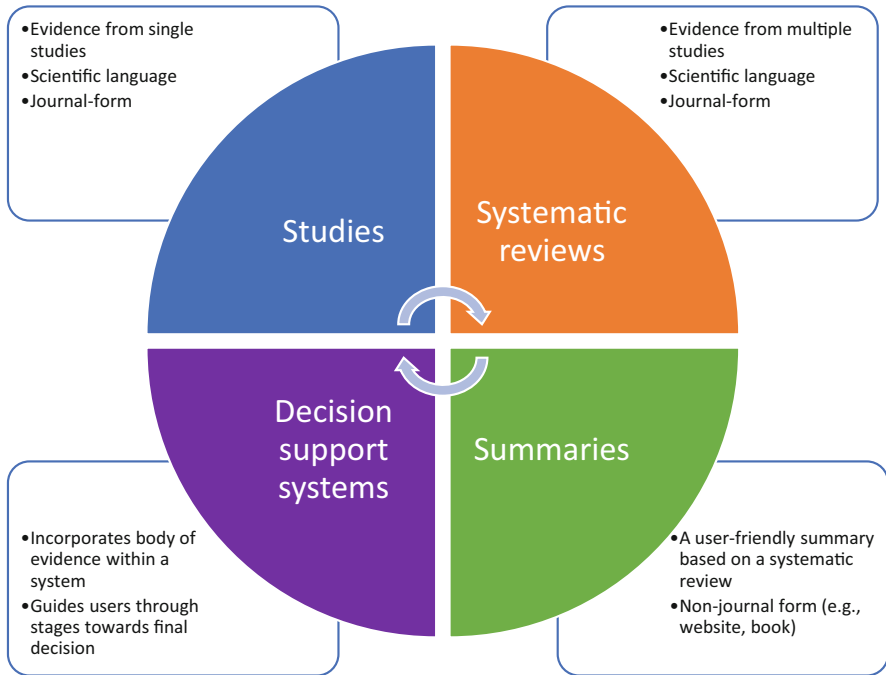 •Evidence from single
studies
•Scientific language
•Journal-form
•Evidence from multiple
studies
•Scientific language
•Journal-form
Studies
Systematic
reviews
Decision
support
systems
Summaries
•Incorporates body of
evidence within a
system
•Guides users through
stages towards final
decision
•A user-friendly summary
based on a systematic
review
•Non-journal form (e.g.,
website, book)